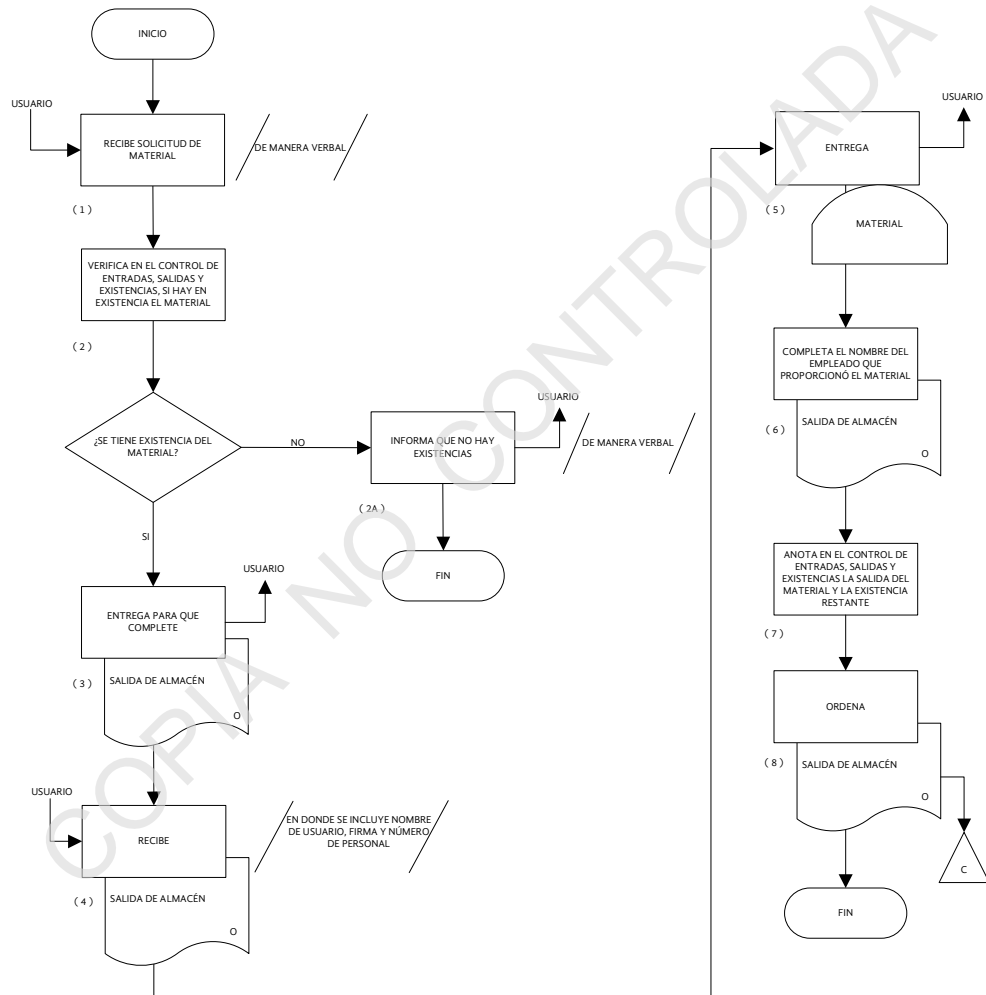 INICIO
USUARIO
RECIBE SOLICITUD DE
MATERIAL
DE MANERA VERBAL
( 1 )
VERIFICA EN EL CONTROL DE
ENTRADAS, SALIDAS Y
EXISTENCIAS, SI HAY EN
EXISTENCIA EL MATERIAL
( 2 )
¿SE TIENE EXISTENCIA DEL
MATERIAL?
NO
INFORMA QUE NO HAY
EXISTENCIAS
USUARIO
DE MANERA VERBAL
( 2A )
FIN
SI
USUARIO
ENTREGA PARA QUE
COMPLETE
( 3 )
SALIDA DE ALMACÉN
O
USUARIO
RECIBE
EN DONDE SE INCLUYE NOMBRE
DE USUARIO, FIRMA Y NÚMERO
DE PERSONAL
( 4 )
SALIDA DE ALMACÉN
O
USUARIO
ENTREGA
( 5 )
MATERIAL
COMPLETA EL NOMBRE DEL
EMPLEADO QUE
PROPORCIONÓ EL MATERIAL
( 6 )
SALIDA DE ALMACÉN
O
ANOTA EN EL CONTROL DE
ENTRADAS, SALIDAS Y
EXISTENCIAS LA SALIDA DEL
MATERIAL Y LA EXISTENCIA
RESTANTE
( 7 )
ORDENA
( 8 )
SALIDA DE ALMACÉN
O
C
FIN
COPIA NO CONTROLADA